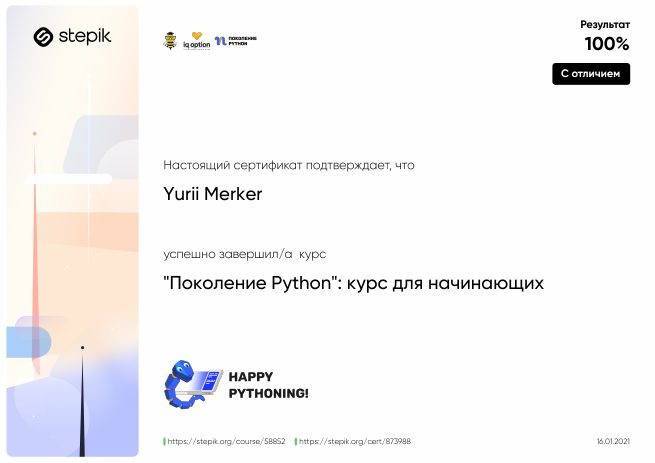 stepik
iq option
ПОКОЛЕНИЕ
PYTHON
Результат
100%
С отличием
Настоящий сертификат подтверждает, что
Yurii Merker
успешно завершил/а курс
"Поколение Python": курс для начинающих
HAPPY
PYTHONING!
https://stepik.org/course/58852 https://stepik.org/cert/873988 16.01.2021